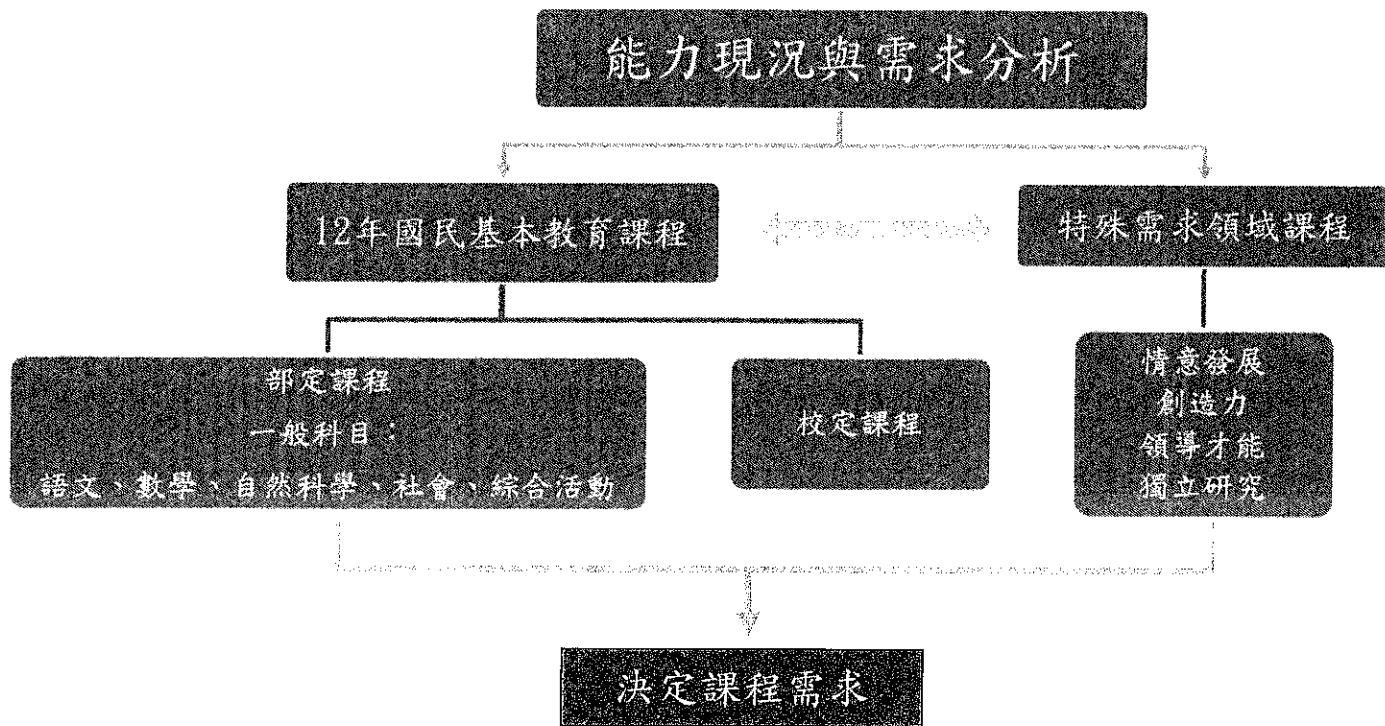 能力現況與需求分析
12年國民基本教育課程
特殊需求領域課程
部定課程
一般科目：
語文、數學、自然科學、社會、綜合活動
校定課程
情意發展
創造力
領導才能
獨立研究
決定課程需求